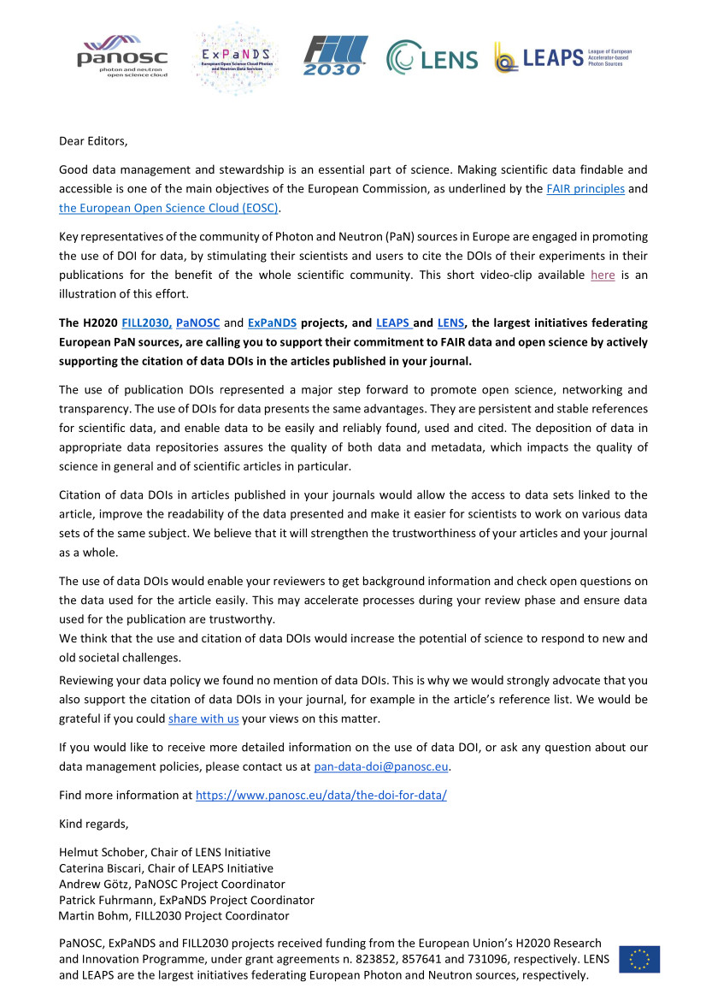 panosc
photon and neutron
open science cloud
ExPaNDS
European Open Science Cloud Photon
and Neutron Data Services
Fill
2030
LENS
LEAPS
League of European
Accelerator-based
Photon Sources
Dear Editors,
Good data management and stewardship is an essential part of science. Making scientific data findable and
accessible is one of the main objectives of the European Commission, as underlined by the FAIR principles and
the European Open Science Cloud (EOSC).
Key representatives of the community of Photon and Neutron (PaN) sources in Europe are engaged in promoting
the use of DOI for data, by stimulating their scientists and users to cite the DOIs of their experiments in their
publications for the benefit of the whole scientific community. This short video-clip available here is an
illustration of this effort.
The H2020 FILL2030, PaNOSC and ExPaNDS projects, and LEAPS and LENS, the largest initiatives federating
European PaN sources, are calling you to support their commitment to FAIR data and open science by actively
supporting the citation of data DOIs in the articles published in your journal.
The use of publication DOIs represented a major step forward to promote open science, networking and
transparency. The use of DOIs for data presents the same advantages. They are persistent and stable references
for scientific data, and enable data to be easily and reliably found, used and cited. The deposition of data in
appropriate data repositories assures the quality of both data and metadata, which impacts the quality of
science in general and of scientific articles in particular.
Citation of data DOIs in articles published in your journals would allow the access to data sets linked to the
article, improve the readability of the data presented and make it easier for scientists to work on various data
sets of the same subject. We believe that it will strengthen the trustworthiness of your articles and your journal
as a whole.
The use of data DOIs would enable your reviewers to get background information and check open questions on
the data used for the article easily. This may accelerate processes during your review phase and ensure data
used for the publication are trustworthy.
We think that the use and citation of data DOIs would increase the potential of science to respond to new and
old societal challenges.
Reviewing your data policy we found no mention of data DOIs. This is why we would strongly advocate that you
also support the citation of data DOIs in your journal, for example in the article's reference list. We would be
grateful if you could share with us your views on this matter.
If you would like to receive more detailed information on the use of data DOI, or ask any question about our
data management policies, please contact us at pan-data-doi@panosc.eu.
Find more information at https://www.panosc.eu/data/the-doi-for-data/
Kind regards,
Helmut Schober, Chair of LENS Initiative
Caterina Biscari, Chair of LEAPS Initiative
Andrew Götz, PaNOSC Project Coordinator
Patrick Fuhrmann, ExPaNDS Project Coordinator
Martin Bohm, FILL2030 Project Coordinator
PaNOSC, ExPaNDS and FILL2030 projects received funding from the European Union's H2020 Research
and Innovation Programme, under grant agreements n. 823852, 857641 and 731096, respectively. LENS
and LEAPS are the largest initiatives federating European Photon and Neutron sources, respectively.